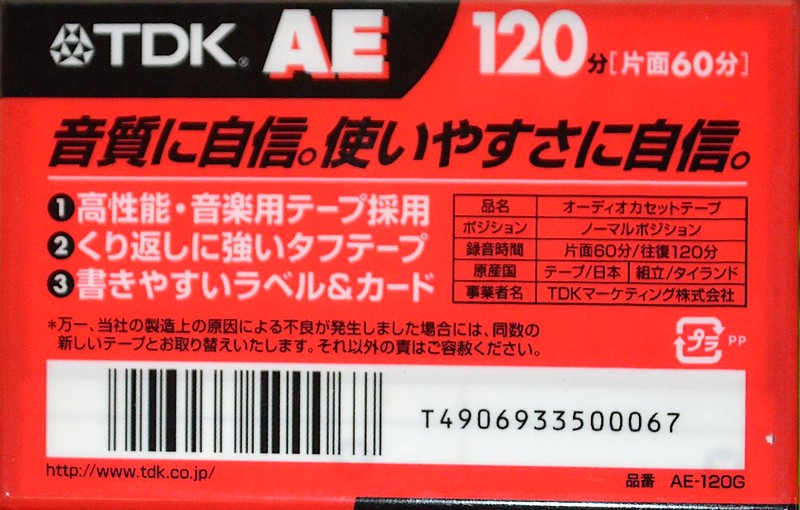 TDK® AE 120分[片面60分]
音質に自信。使いやすさに自信。
1 高性能・音楽用テープ採用
2 くり返しに強いタフテープ
3 書きやすいラベル&カード
品名 オーディオカセットテープ
ポジション ノーマルポジション
録音時間 片面60分/往復120分
原産国 テープ/日本 組立/タイランド
事業者名 TDKマーケティング株式会社
*万一、当社の製造上の原因による不良が発生しました場合には、同数の
新しいテープとお取り替えいたします。それ以外の責はご容赦ください。
プラ PP
T4906933500067
http://www.tdk.co.jp/
品番 AE-120G